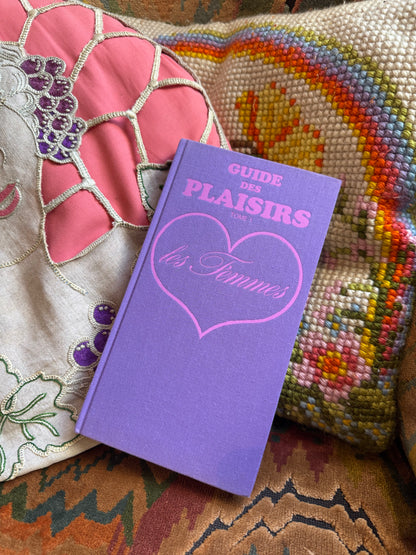 GUIDE
DES
PLAISIRS
TOME 1
les Femmes